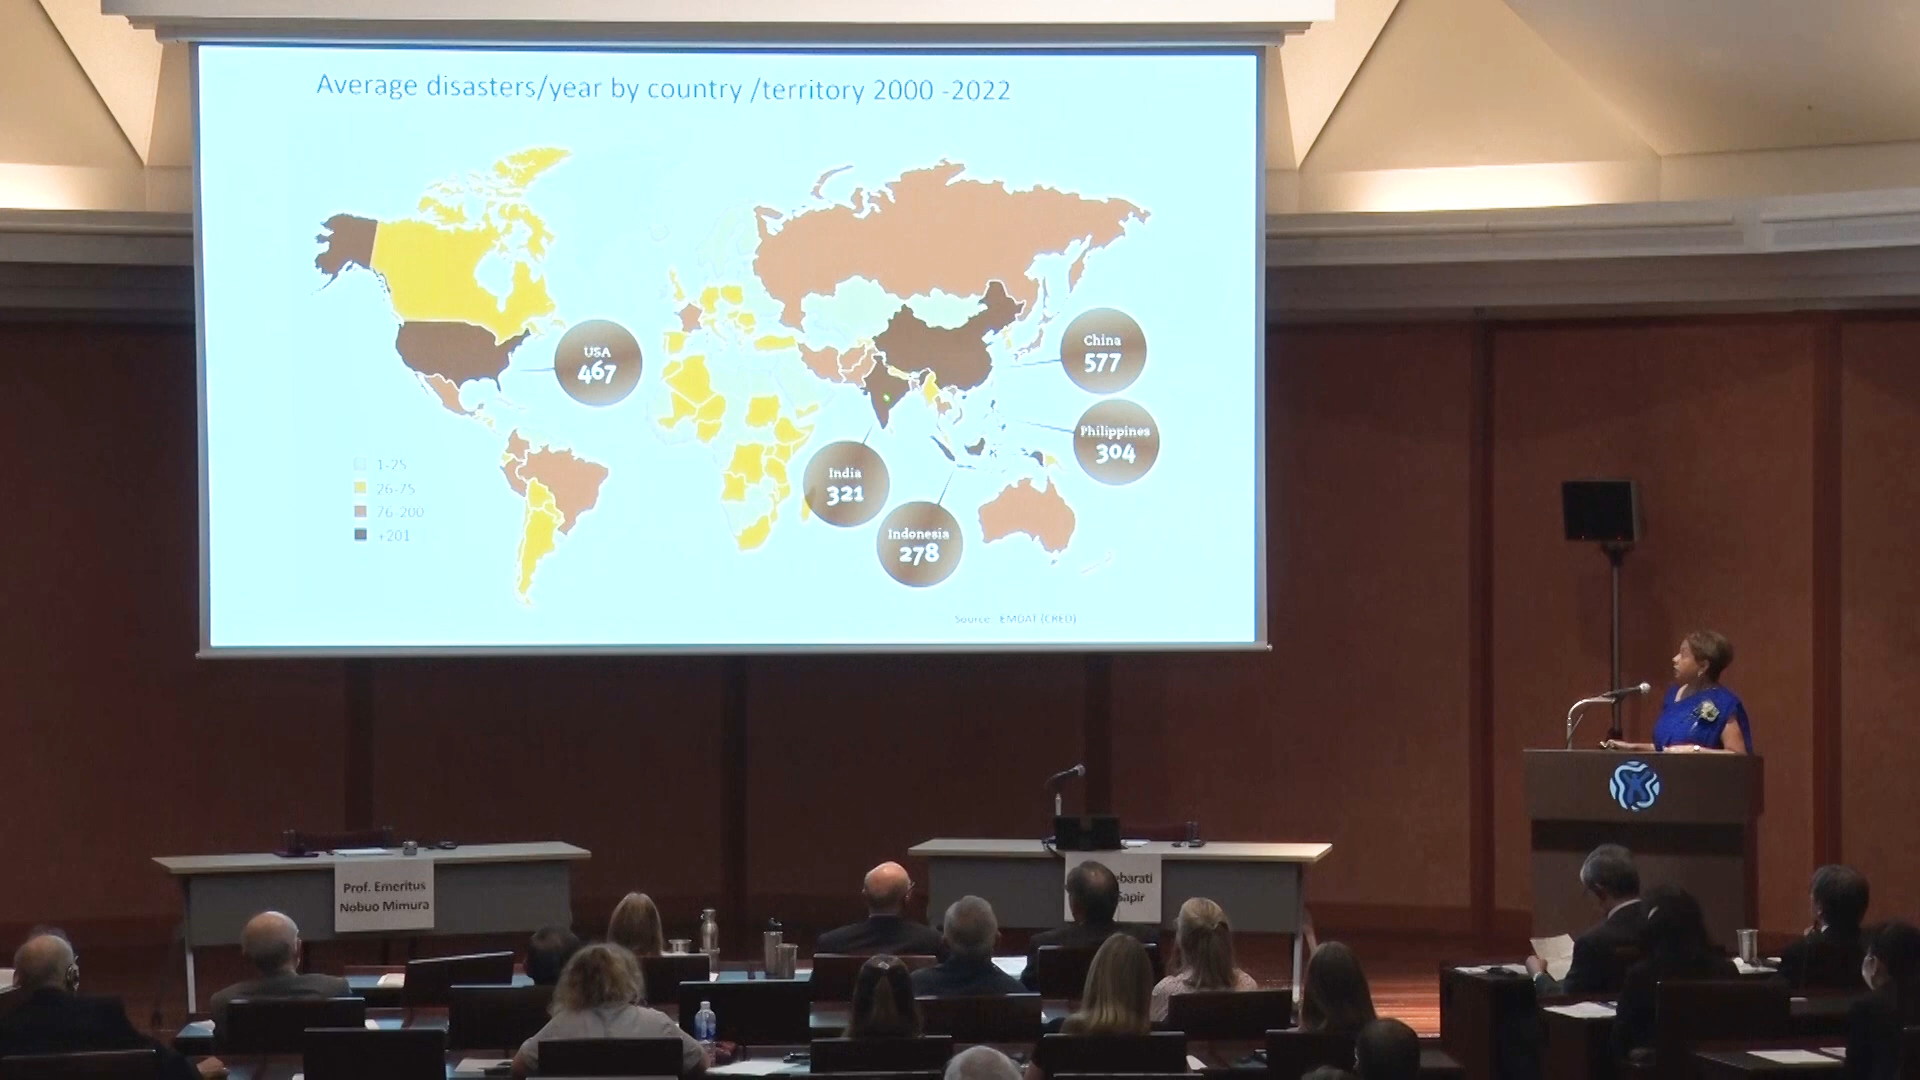 Average disasters/year by country /territory 2000 -2022
USA
467
China
577
Philippines
304
India
321
Indonesia
278
1-25
26-75
76-200
+201
Source: EMDAT (CRED)
Prof. Emeritus
Nobuo Mimura
ebarati
Sapir